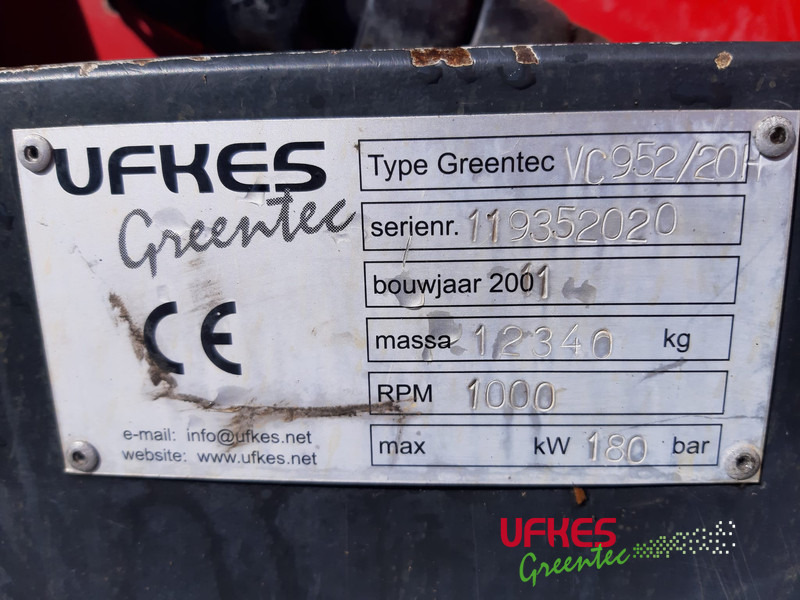 UFKES
Greentec
CE
Type Greentec VC952/20H
serienr. 119352020
bouwjaar 20011
massa 12340 kg
RPM 1000
max kW 180 bar
e-mail: info@ufkes.net
website: www.ufkes.net
UFKES
Greentec